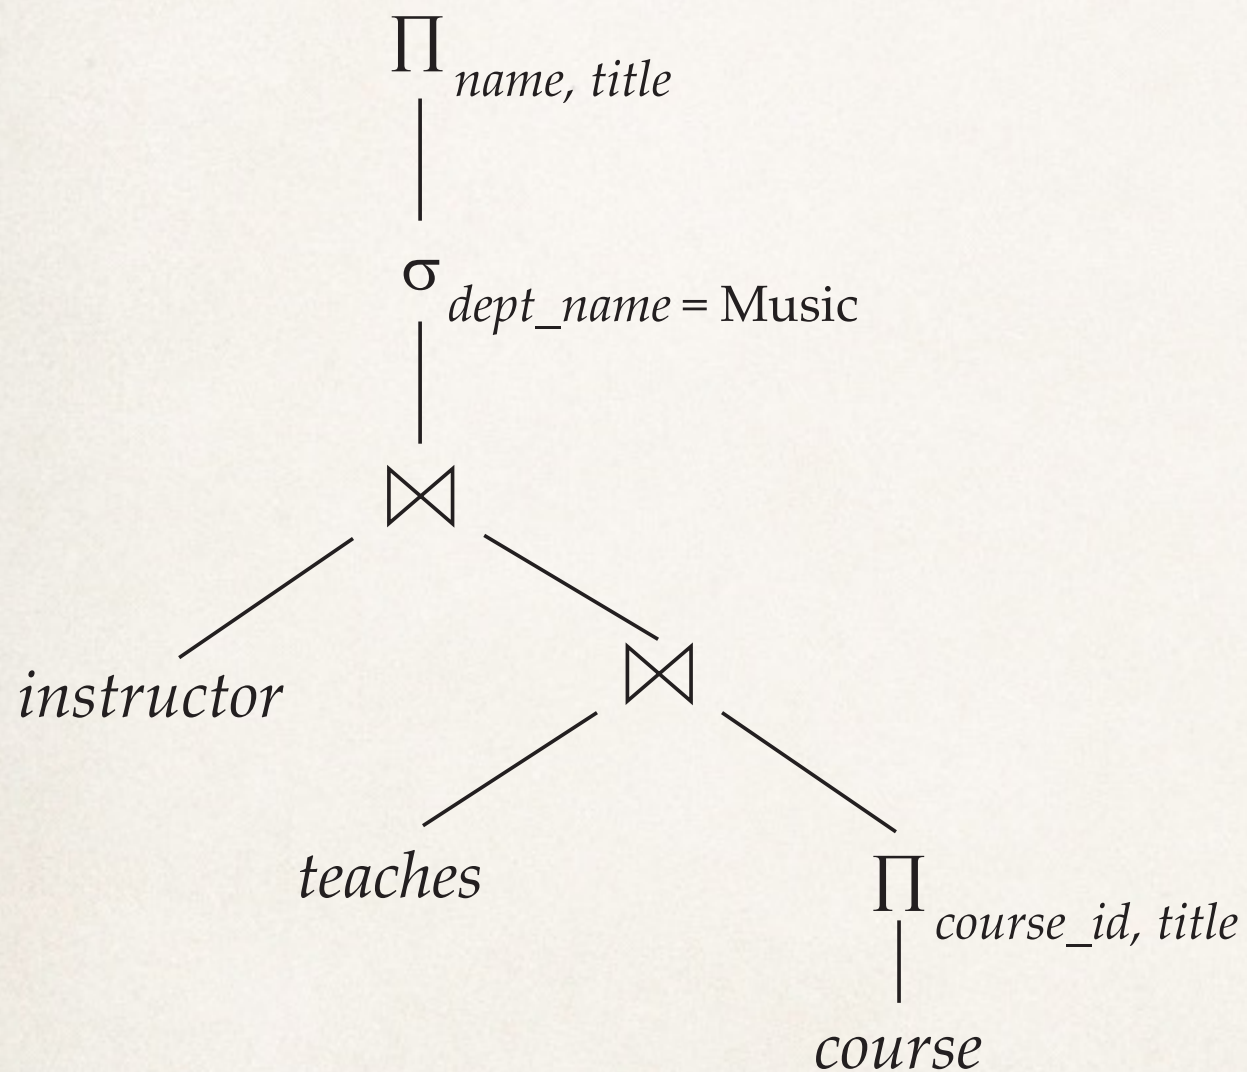 ∏ name, title
σ dept_name = Music
⋈
instructor
⋈
teaches
∏ course_id, title
course